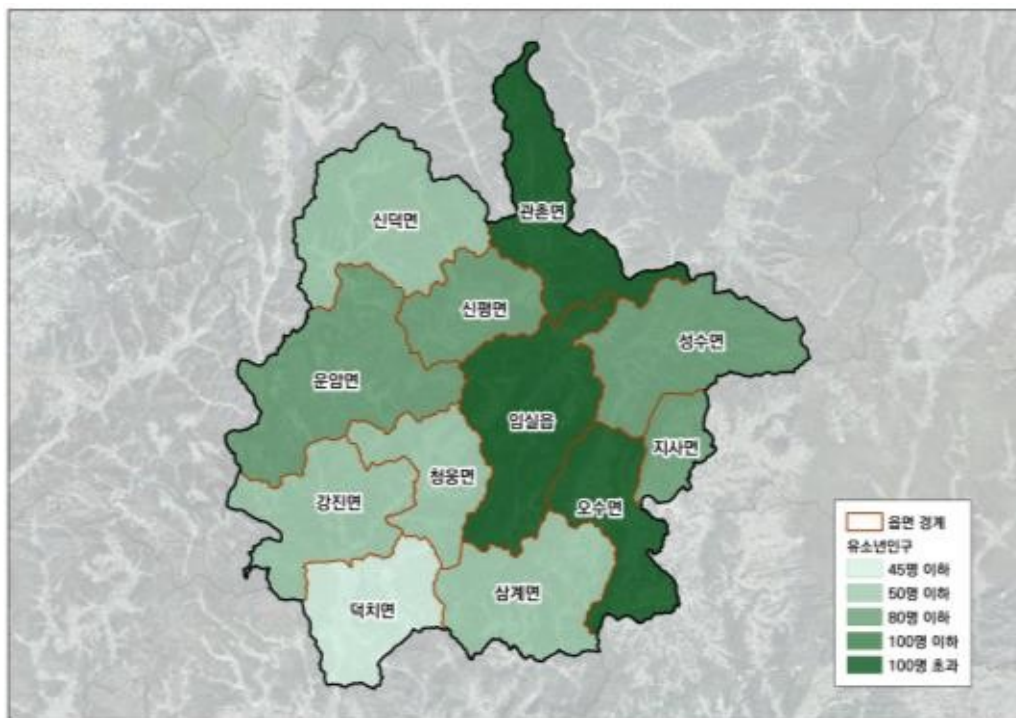 관촌면
신덕면
신평면
성수면
운암면
임실읍
지사면
청웅면
강진면
오수면
삼계면
덕치면
읍면 경계
유소년인구
45명 이하
50명 이하
80명 이하
100명 이하
100명 초과